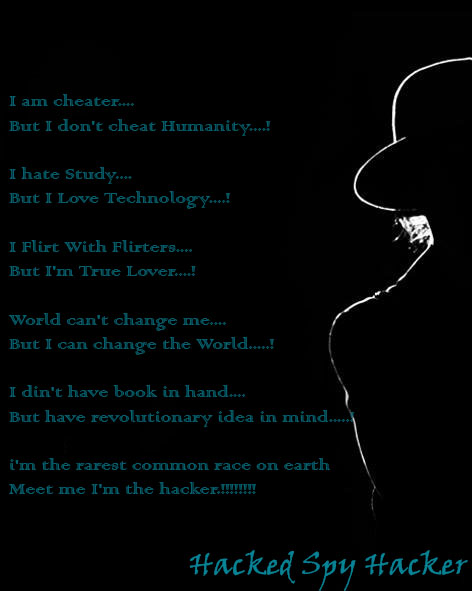 I am cheater....
But I don't cheat Humanity....!
I hate Study....
But I Love Technology....!
I Flirt With Flirters....
But I'm True Lover....!
World can't change me....
But I can change the World.....!
I din't have book in hand....
But have revolutionary idea in mind......!
i'm the rarest common race on earth
Meet me I'm the hacker.!!!!!!!!!
Hacked Spy Hacker